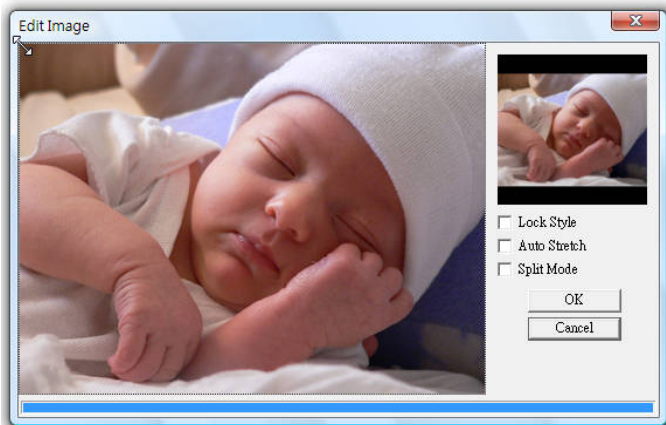 Edit Image
Lock Style
Auto Stretch
Split Mode
OK
Cancel